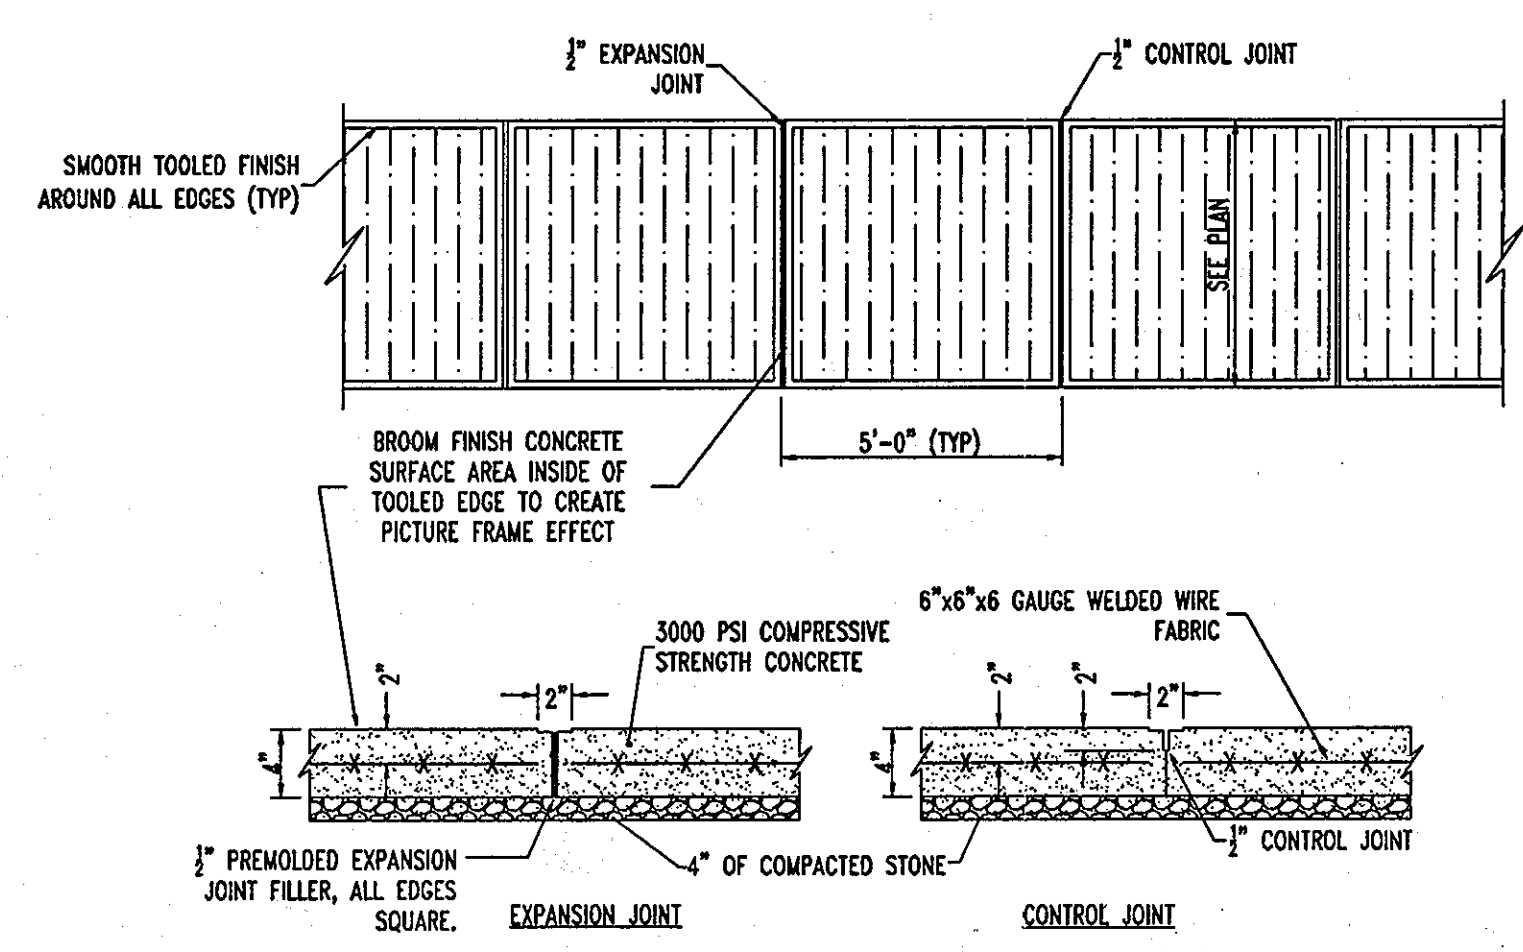 ½" EXPANSION
JOINT
½" CONTROL JOINT
SMOOTH TOOLED FINISH
AROUND ALL EDGES (TYP)
SEE PLAN
5'-0" (TYP)
BROOM FINISH CONCRETE
SURFACE AREA INSIDE OF
TOOLED EDGE TO CREATE
PICTURE FRAME EFFECT
3000 PSI COMPRESSIVE
STRENGTH CONCRETE
6"x6"x6 GAUGE WELDED WIRE
FABRIC
2"
2"
4"
2"
2"
2"
4"
½" PREMOLDED EXPANSION
JOINT FILLER, ALL EDGES
SQUARE.
4" OF COMPACTED STONE
½" CONTROL JOINT
EXPANSION JOINT
CONTROL JOINT